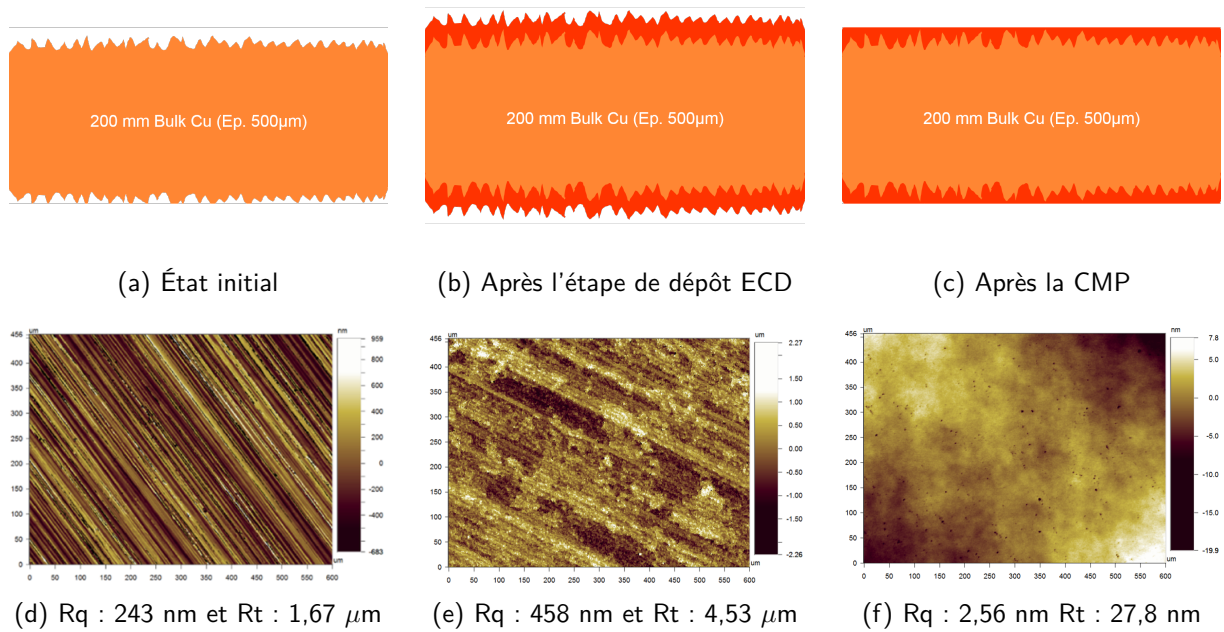 200 mm Bulk Cu (Ep. 500µm)
200 mm Bulk Cu (Ep. 500µm)
200 mm Bulk Cu (Ep. 500µm)
(a) État initial
(b) Après l'étape de dépôt ECD
(c) Après la CMP
um
nm
456
400
350
300
250
200
150
100
50
0
0 50 100 150 200 250 300 350 400 450 500 600
um
959
800
600
400
200
0
-200
-400
-683
um
um
456
400
350
300
250
200
150
100
50
0
0 50 100 150 200 250 300 350 400 450 500 600
um
2.27
1.00
0.50
0.00
-0.50
-1.00
-1.50
-2.26
um
nm
456
400
350
300
250
200
150
100
50
0
0 50 100 150 200 250 300 350 400 450 500 600
um
7.8
5.0
0.0
-5.0
-10.0
-15.0
-19.9
(d) Rq : 243 nm et Rt : 1,67 μm
(e) Rq : 458 nm et Rt : 4,53 μm
(f) Rq : 2,56 nm Rt : 27,8 nm